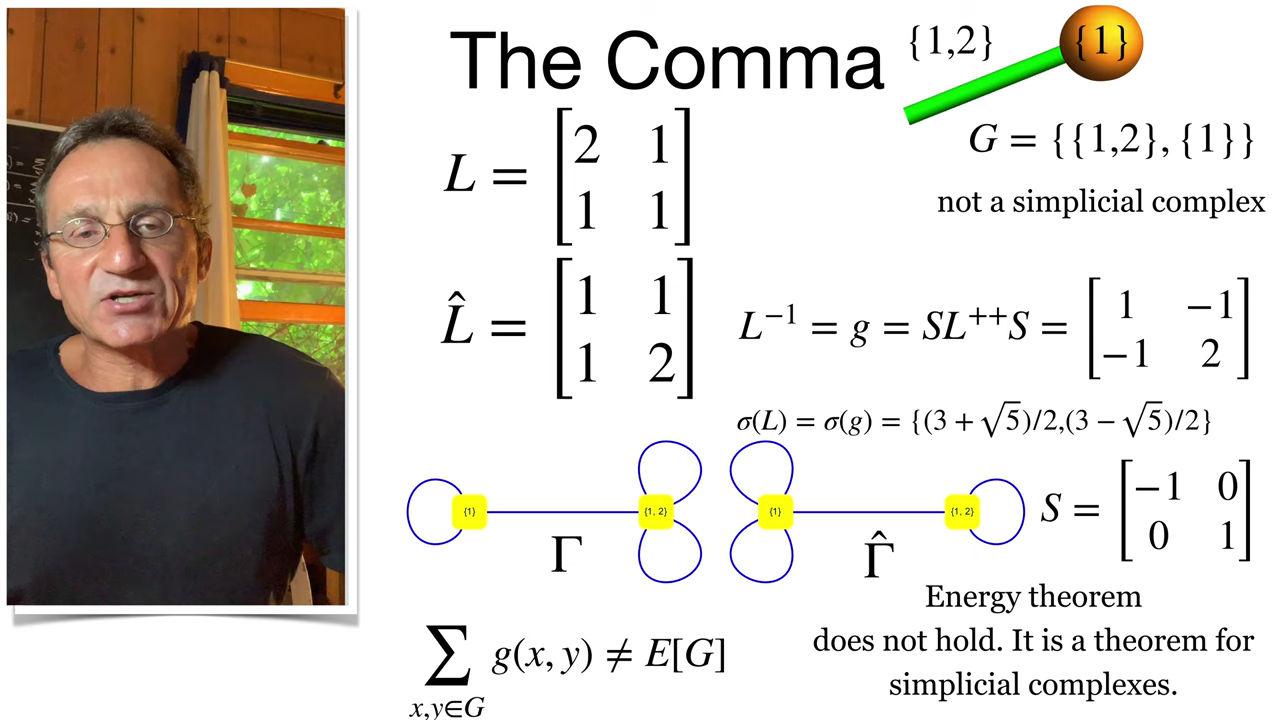 The Comma
{1,2}
{1}
G = {{1,2}, {1}}
not a simplicial complex
L = [2 1
1 1]
L̂ = [1 1
1 2]
L⁻¹ = g = SL⁺⁺S = [1 −1
−1 2]
σ(L) = σ(g) = {(3 + √5)/2,(3 − √5)/2}
{1}
{1, 2}
Γ
{1}
{1, 2}
Γ̂
S = [−1 0
0 1]
∑ g(x, y) ≠ E[G]
x,y∈G
Energy theorem
does not hold. It is a theorem for
simplicial complexes.